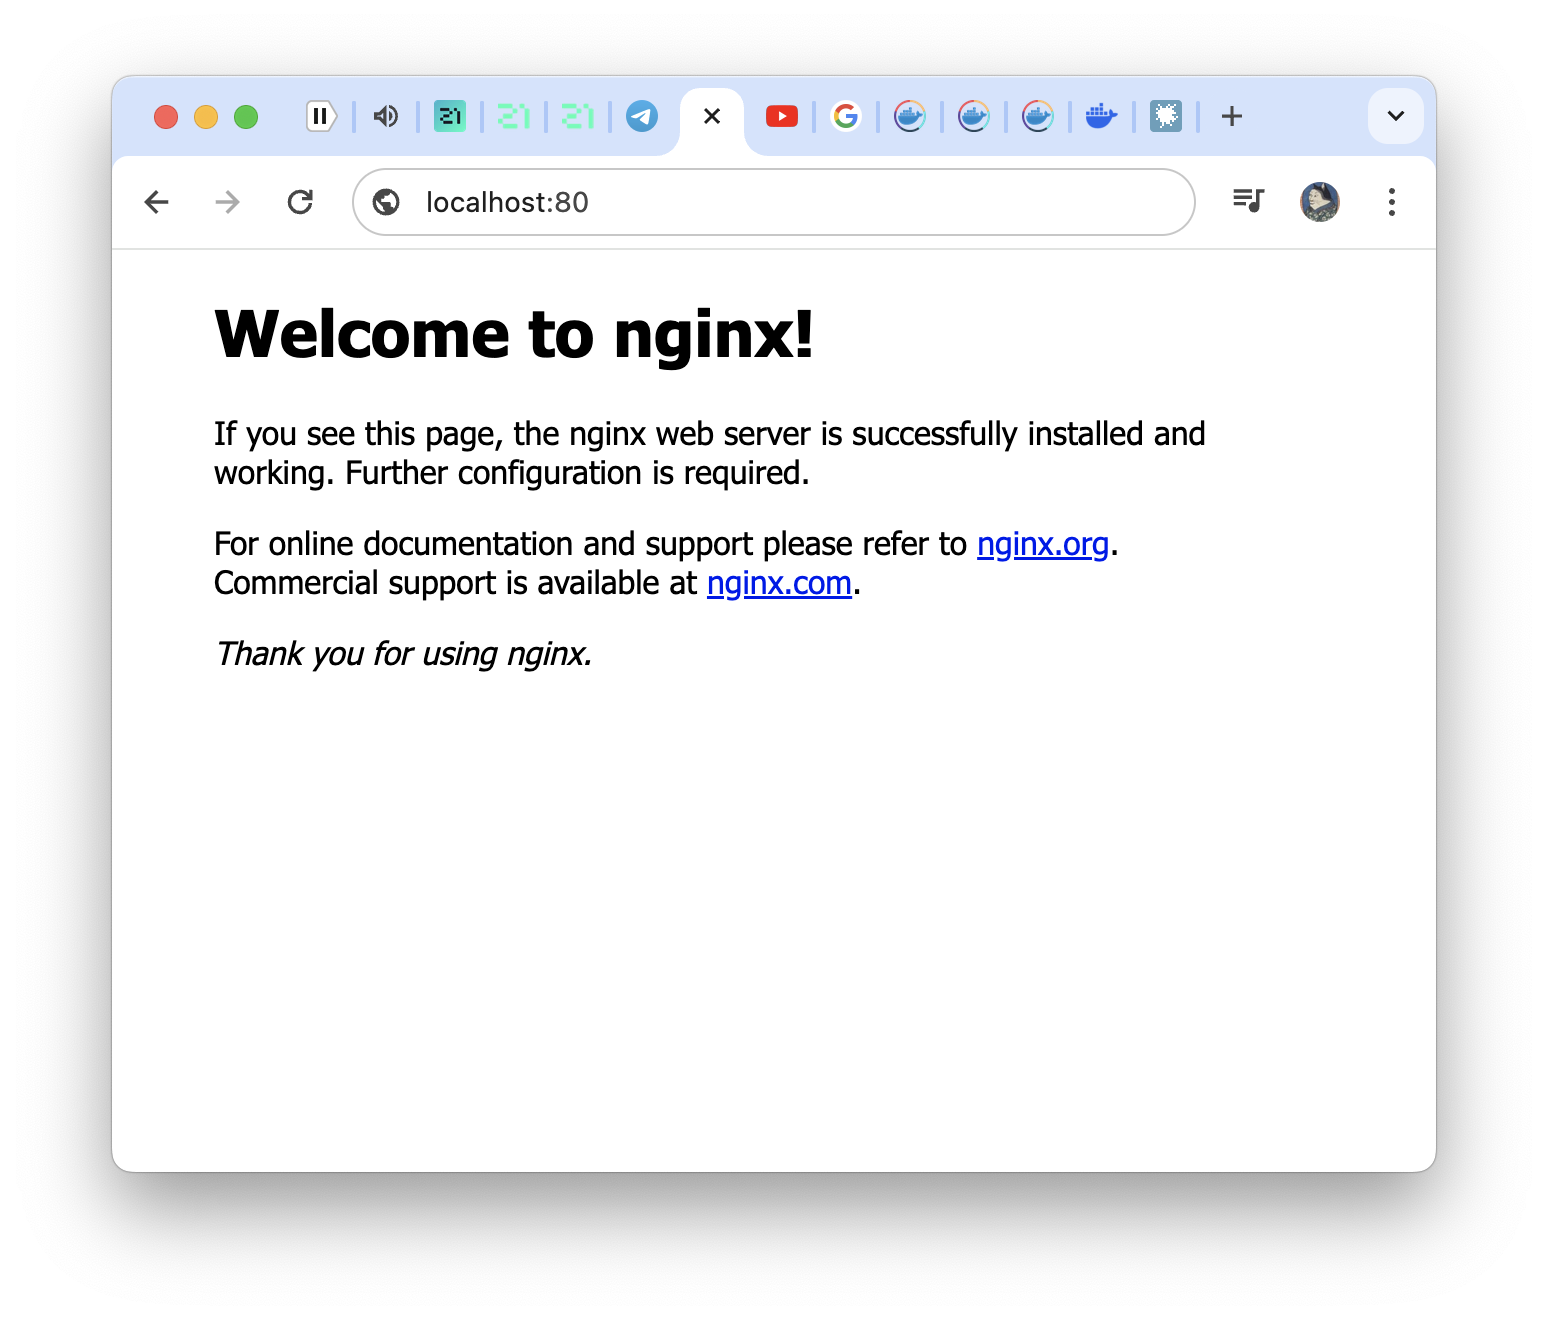 localhost:80
Welcome to nginx!
If you see this page, the nginx web server is successfully installed and
working. Further configuration is required.
For online documentation and support please refer to nginx.org.
Commercial support is available at nginx.com.
Thank you for using nginx.